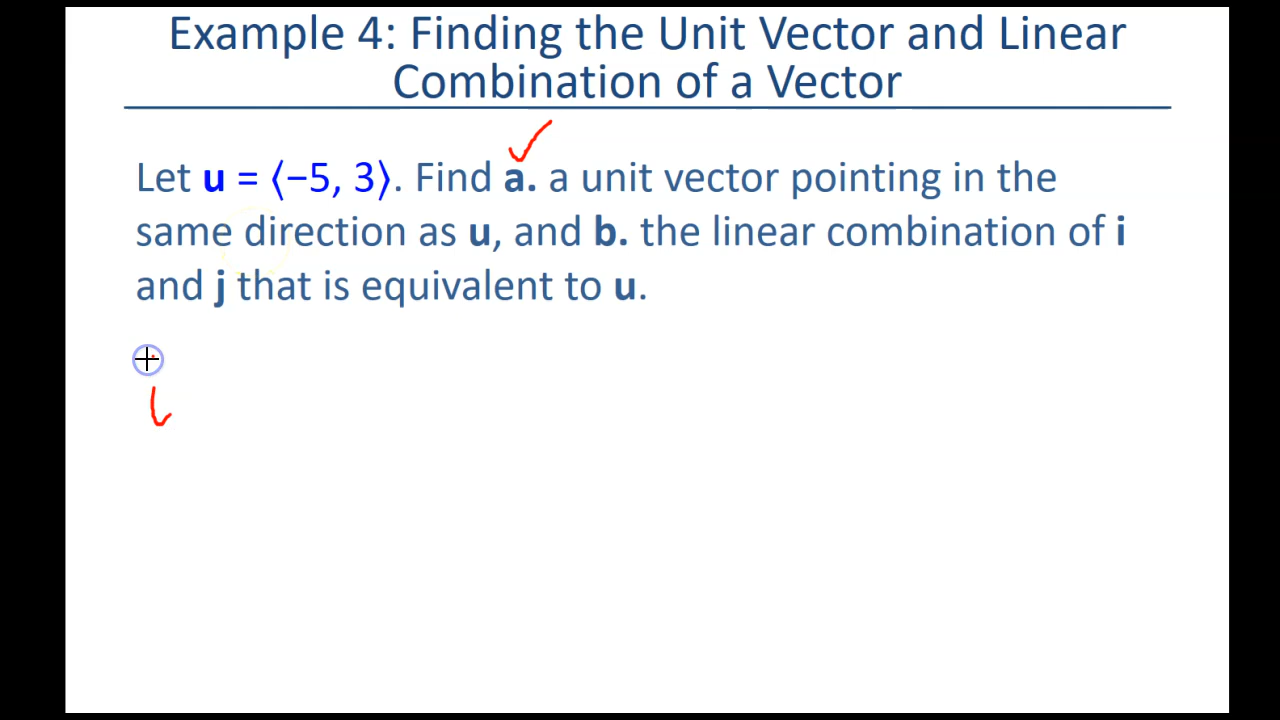 Example 4: Finding the Unit Vector and Linear
Combination of a Vector
Let u = ⟨−5, 3⟩. Find a. a unit vector pointing in the
same direction as u, and b. the linear combination of i
and j that is equivalent to u.